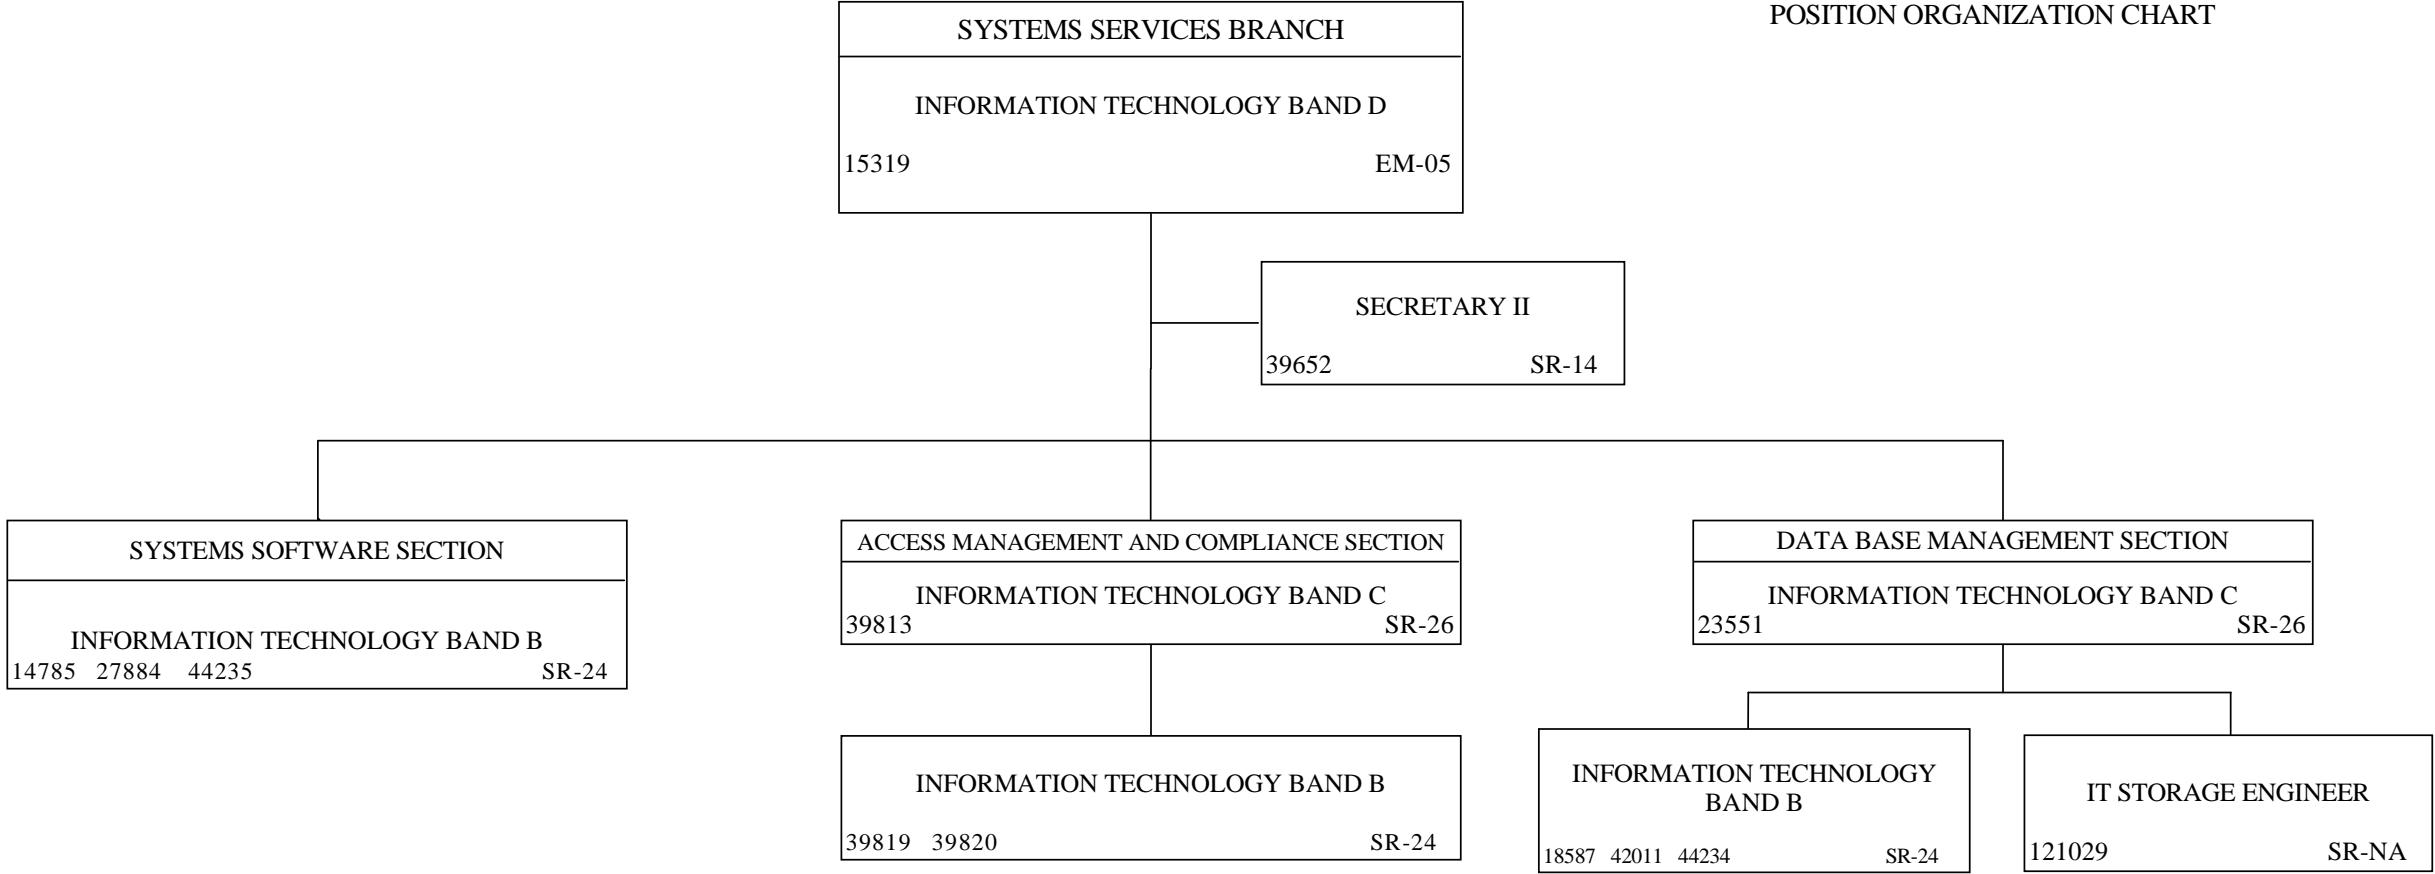 POSITION ORGANIZATION CHART
SYSTEMS SERVICES BRANCH
INFORMATION TECHNOLOGY BAND D
15319 EM-05
SECRETARY II
39652 SR-14
SYSTEMS SOFTWARE SECTION
INFORMATION TECHNOLOGY BAND B
14785 27884 44235 SR-24
ACCESS MANAGEMENT AND COMPLIANCE SECTION
INFORMATION TECHNOLOGY BAND C
39813 SR-26
INFORMATION TECHNOLOGY BAND B
39819 39820 SR-24
DATA BASE MANAGEMENT SECTION
INFORMATION TECHNOLOGY BAND C
23551 SR-26
INFORMATION TECHNOLOGY
BAND B
18587 42011 44234 SR-24
IT STORAGE ENGINEER
121029 SR-NA